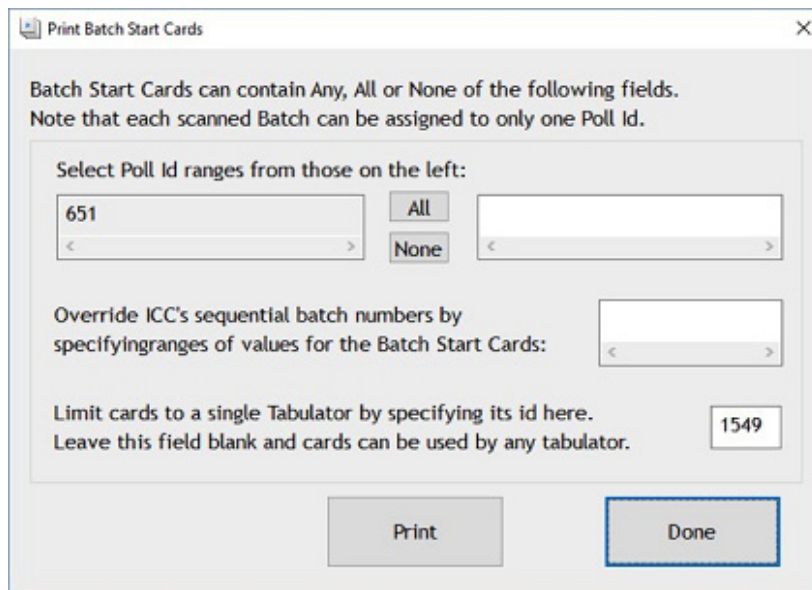 Print Batch Start Cards
Batch Start Cards can contain Any, All or None of the following fields.
Note that each scanned Batch can be assigned to only one Poll Id.
Select Poll Id ranges from those on the left:
651
All
None
Override ICC's sequential batch numbers by
specifyingranges of values for the Batch Start Cards:
Limit cards to a single Tabulator by specifying its id here.
Leave this field blank and cards can be used by any tabulator.
1549
Print
Done